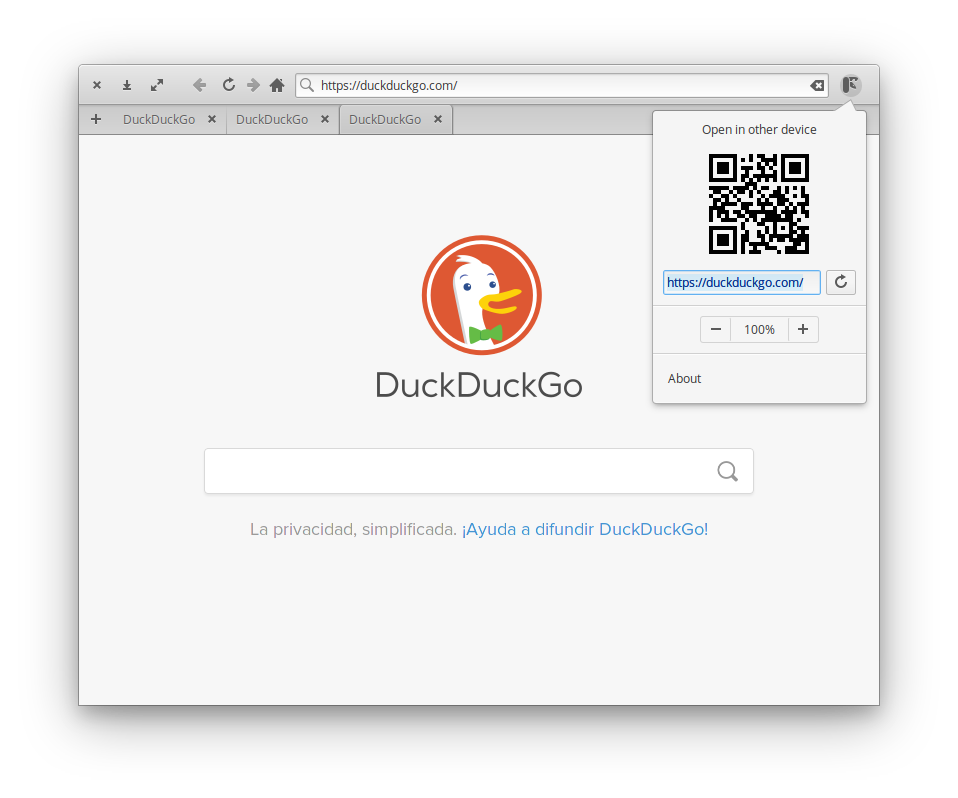 https://duckduckgo.com/
DuckDuckGo
DuckDuckGo
DuckDuckGo
Open in other device
https://duckduckgo.com/
100%
About
DuckDuckGo
La privacidad, simplificada. ¡Ayuda a difundir DuckDuckGo!